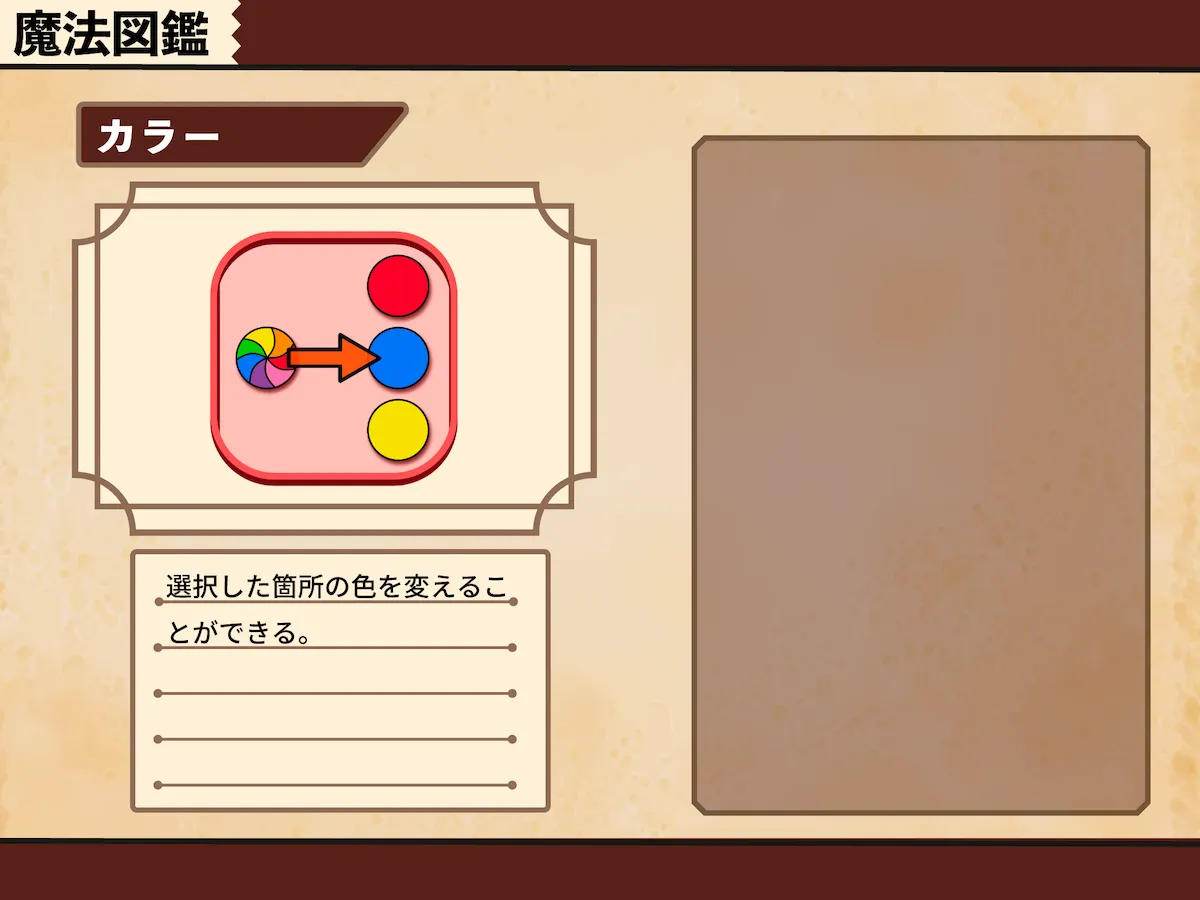 魔法図鑑
カラー
選択した箇所の色を変えるこ
とができる。